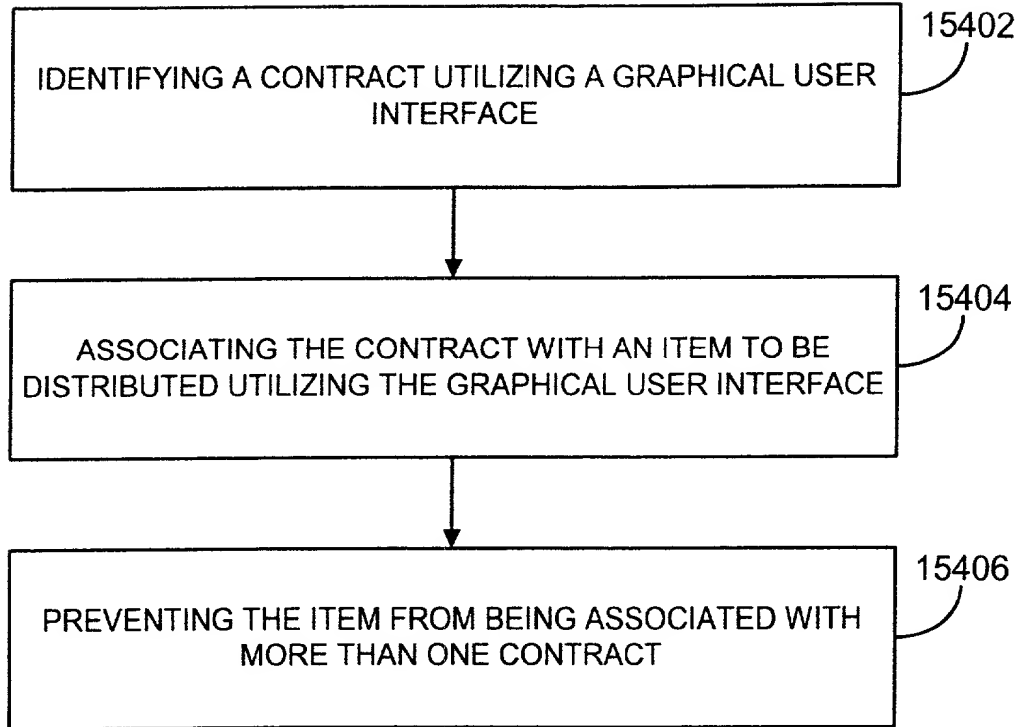 15402
IDENTIFYING A CONTRACT UTILIZING A GRAPHICAL USER
INTERFACE
15404
ASSOCIATING THE CONTRACT WITH AN ITEM TO BE
DISTRIBUTED UTILIZING THE GRAPHICAL USER INTERFACE
15406
PREVENTING THE ITEM FROM BEING ASSOCIATED WITH
MORE THAN ONE CONTRACT